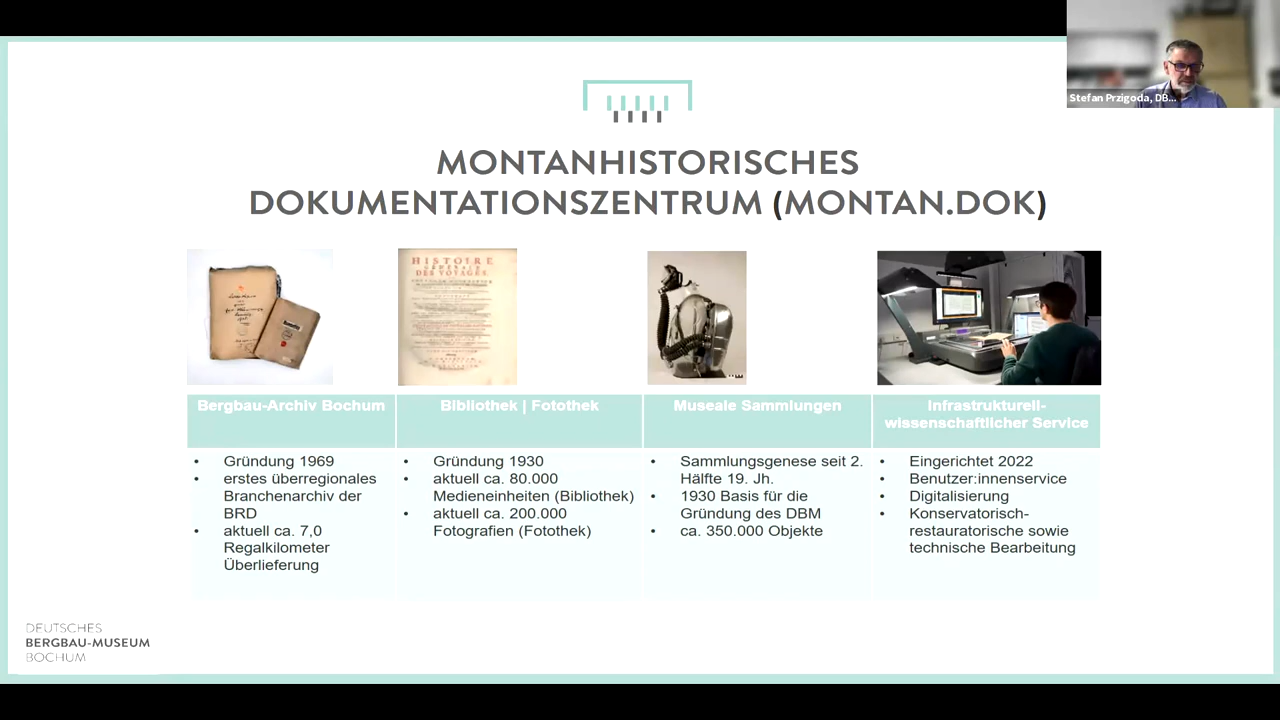 Stefan Przigoda, DB...
MONTANHISTORISCHES
DOKUMENTATIONSZENTRUM (MONTAN.DOK)
HISTOIRE
GENERALE
DES VOYAGES
Bergbau-Archiv Bochum
• Gründung 1969
• erstes überregionales
Branchenarchiv der
BRD
• aktuell ca. 7,0
Regalkilometer
Überlieferung
Bibliothek | Fotothek
• Gründung 1930
• aktuell ca. 80.000
Medieneinheiten (Bibliothek)
• aktuell ca. 200.000
Fotografien (Fotothek)
Museale Sammlungen
• Sammlungsgenese seit 2.
Hälfte 19. Jh.
• 1930 Basis für die
Gründung des DBM
• ca. 350.000 Objekte
Infrastrukturell-
wissenschaftlicher Service
• Eingerichtet 2022
• Benutzer:innenservice
• Digitalisierung
• Konservatorisch-
restauratorische sowie
technische Bearbeitung
DEUTSCHES
BERGBAU-MUSEUM
BOCHUM